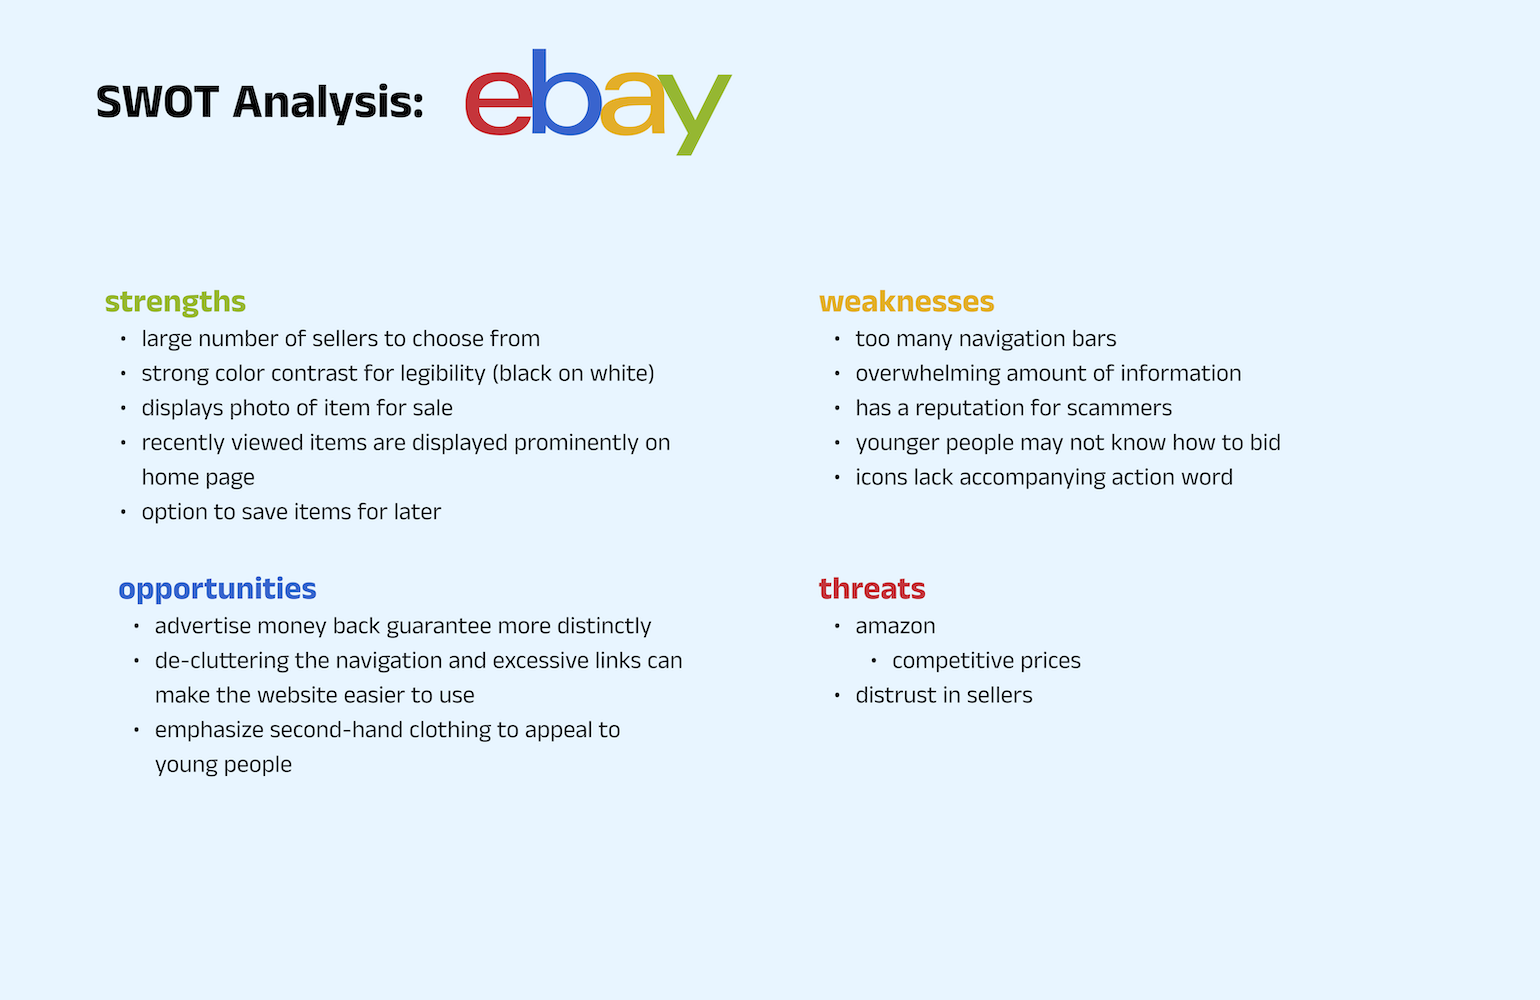 SWOT Analysis: ebay
strengths
• large number of sellers to choose from
• strong color contrast for legibility (black on white)
• displays photo of item for sale
• recently viewed items are displayed prominently on
home page
• option to save items for later
weaknesses
• too many navigation bars
• overwhelming amount of information
• has a reputation for scammers
• younger people may not know how to bid
• icons lack accompanying action word
opportunities
• advertise money back guarantee more distinctly
• de-cluttering the navigation and excessive links can
make the website easier to use
• emphasize second-hand clothing to appeal to
young people
threats
• amazon
• competitive prices
• distrust in sellers